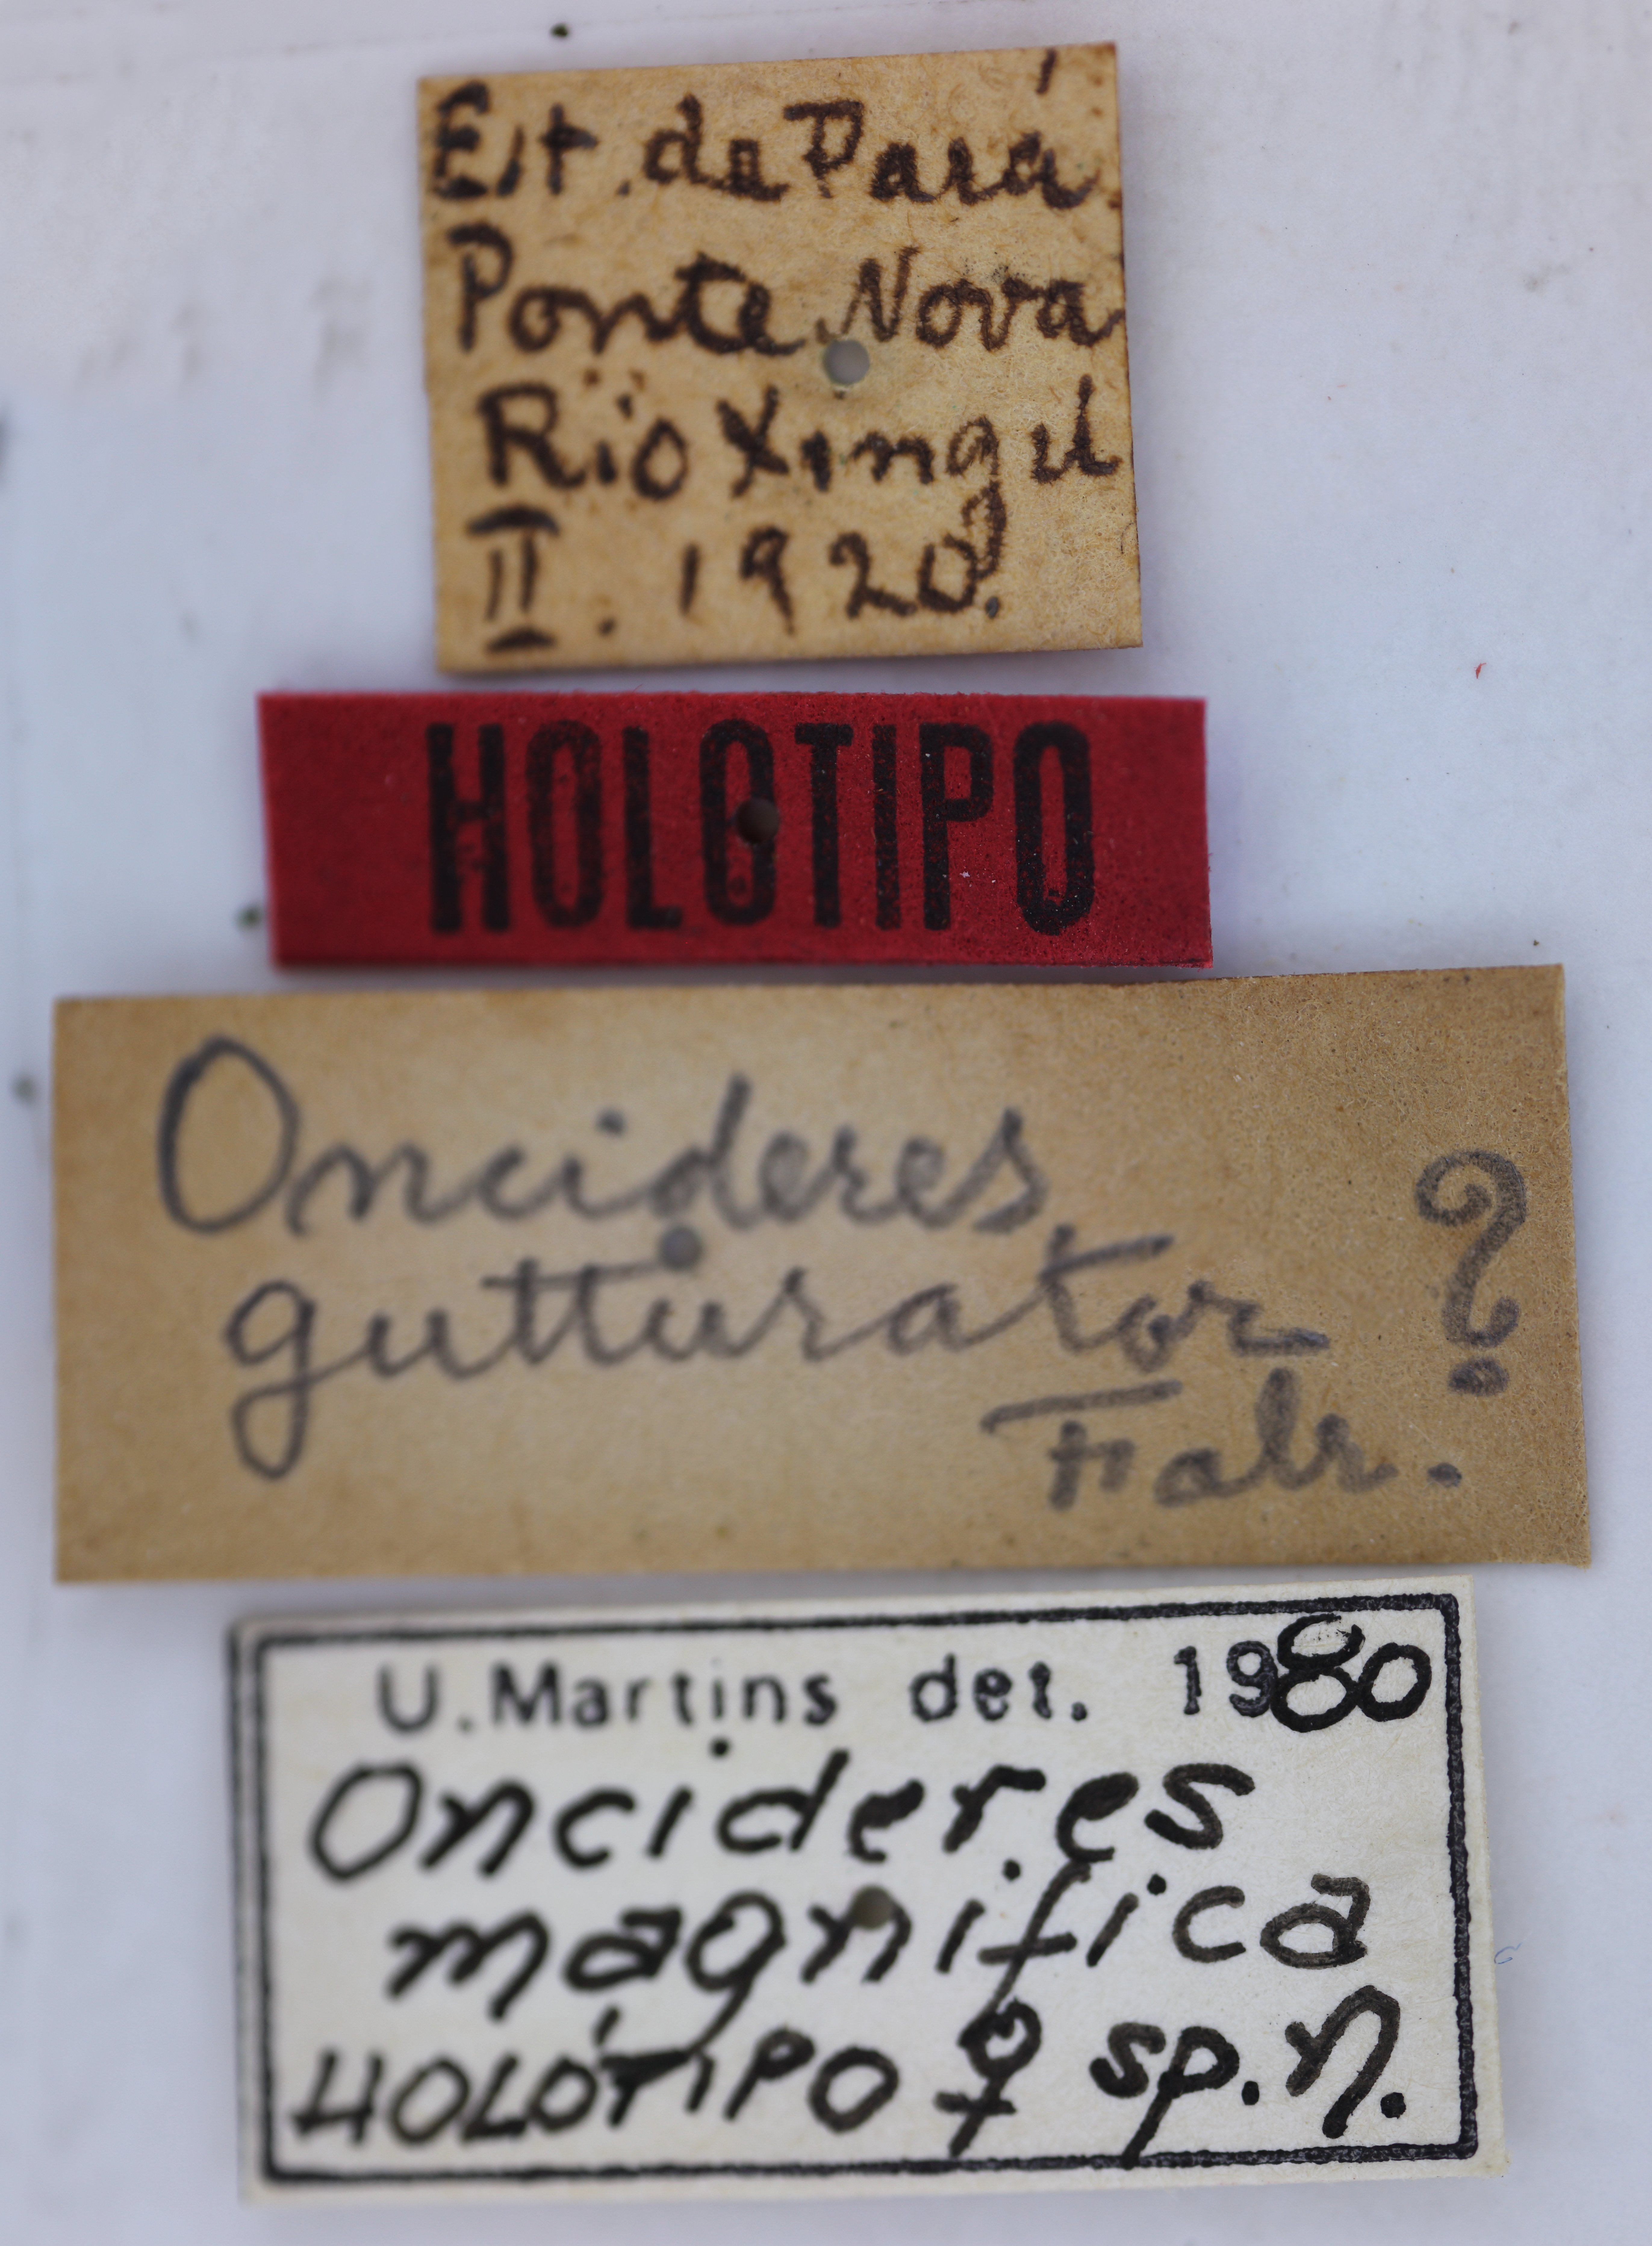 Est. de Pará.
Ponte Nova
Rio Xingú
II. 1920.
HOLOTIPO
Oncideres
gutturator ?
Fabr.
U. Martins det. 1980
Oncideres
magnifica
HOLÓTIPO ♀ sp. n.